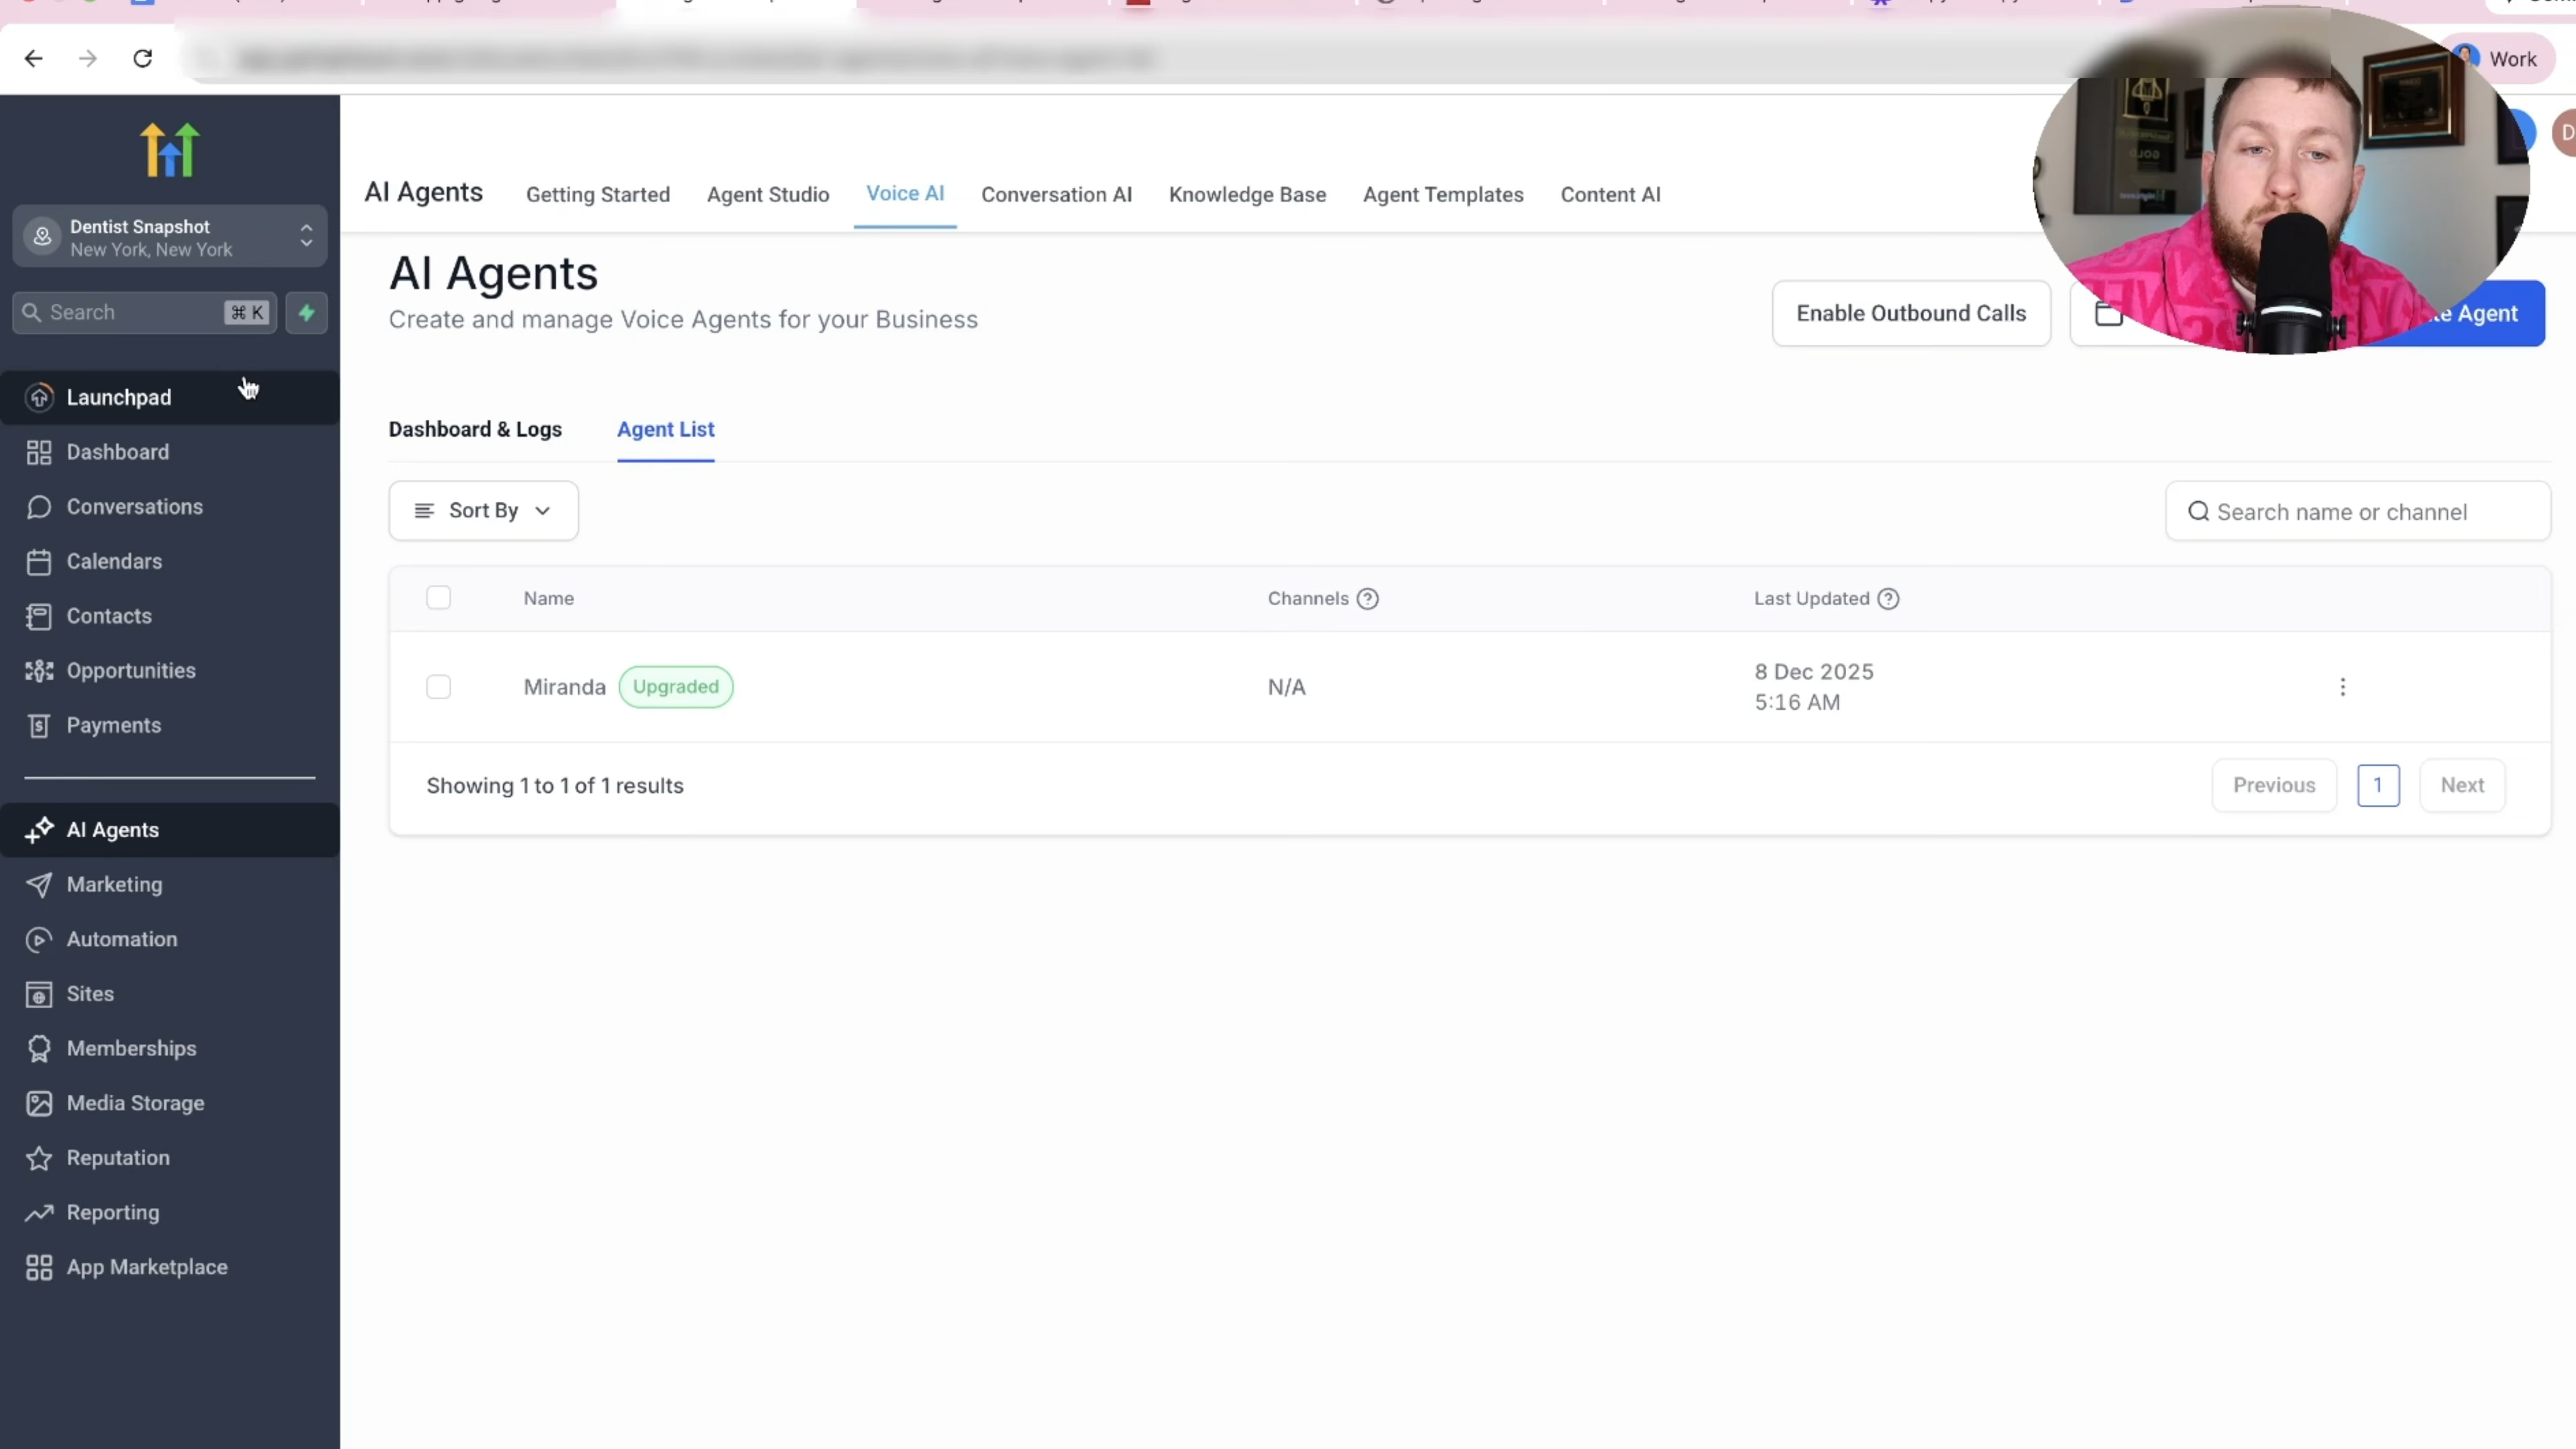 Work
AI Agents
Getting Started
Agent Studio
Voice AI
Conversation AI
Knowledge Base
Agent Templates
Content AI
D
Dentist Snapshot
New York, New York
Search
⌘ K
Launchpad
Dashboard
Conversations
Calendars
Contacts
Opportunities
Payments
AI Agents
Marketing
Automation
Sites
Memberships
Media Storage
Reputation
Reporting
App Marketplace
AI Agents
Create and manage Voice Agents for your Business
Enable Outbound Calls
Agent
Dashboard & Logs
Agent List
Sort By
Search name or channel
Name
Channels
Last Updated
Miranda
Upgraded
N/A
8 Dec 2025
5:16 AM
Showing 1 to 1 of 1 results
Previous
1
Next